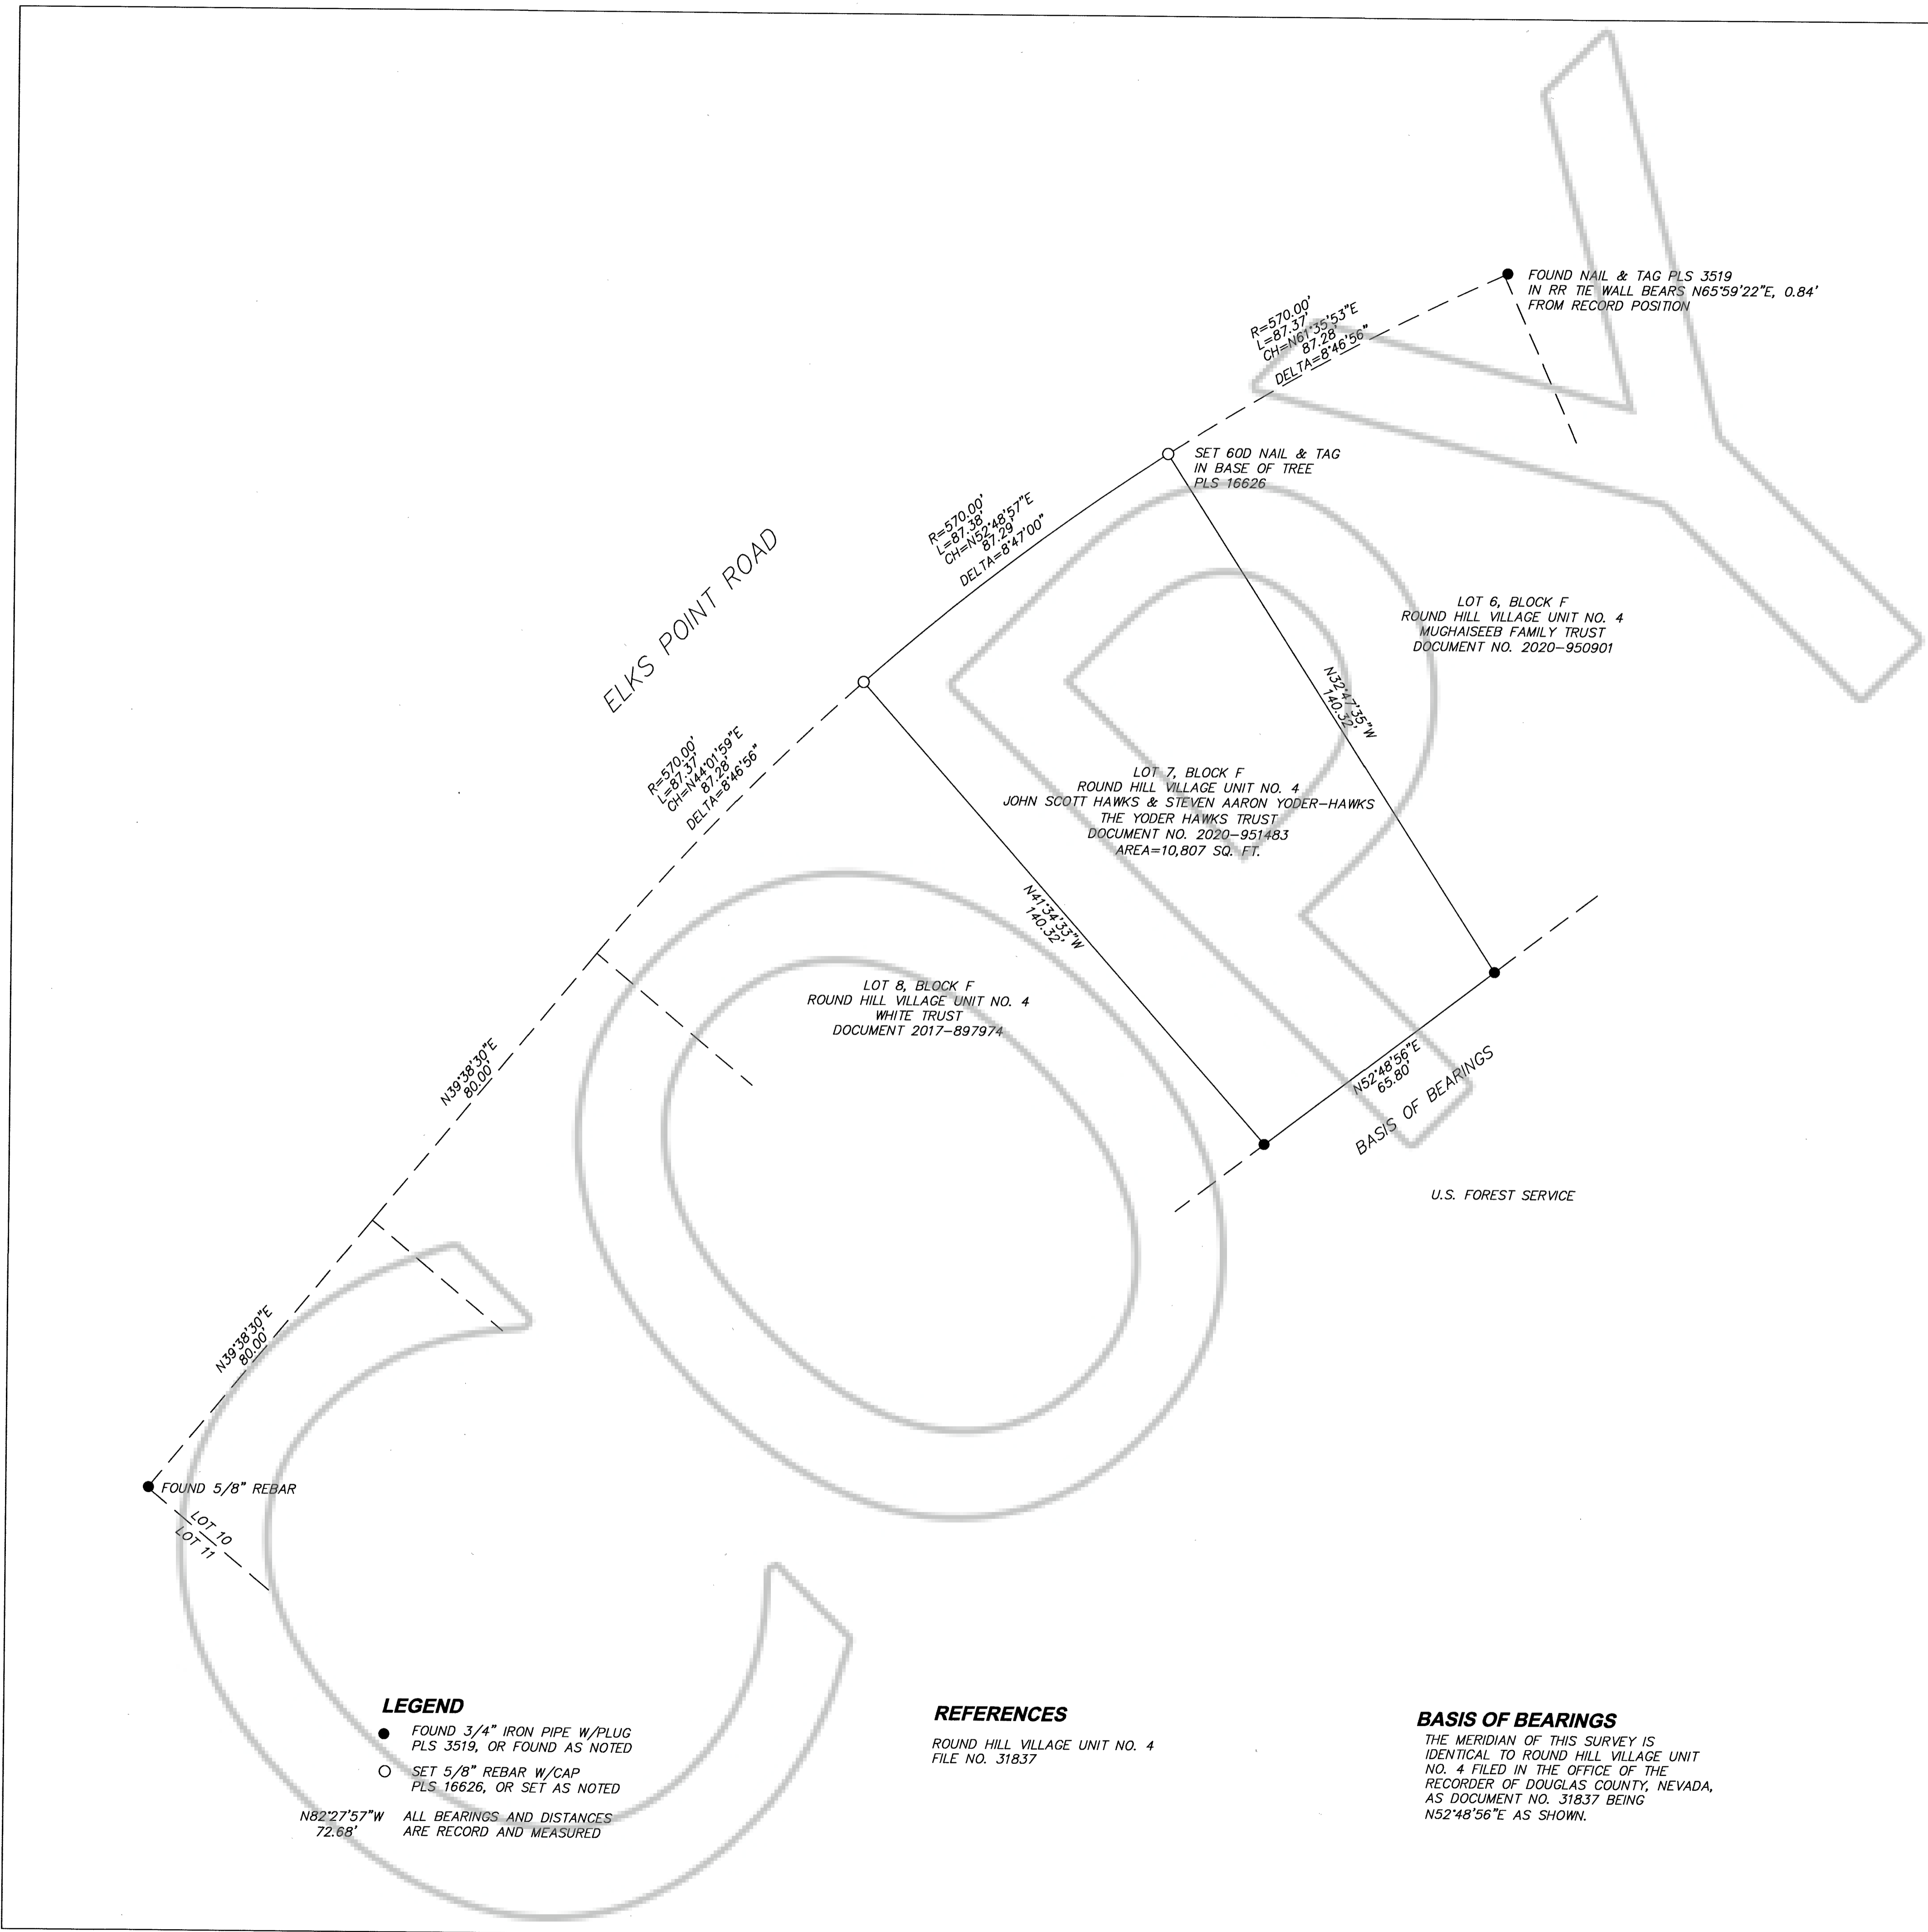 FOUND NAIL & TAG PLS 3519
IN RR TIE WALL BEARS N65°59'22"E, 0.84'
FROM RECORD POSITION
R=570.00'
L=87.37'
CH=N61°35'53"E
87.28'
DELTA=8°46'56"
SET 60D NAIL & TAG
IN BASE OF TREE
PLS 16626
R=570.00'
L=87.38'
CH=N52°48'57"E
87.29'
DELTA=8°47'00"
ELKS POINT ROAD
LOT 6, BLOCK F
ROUND HILL VILLAGE UNIT NO. 4
MUGHAISEEB FAMILY TRUST
DOCUMENT NO. 2020-950901
N32°47'35"W
140.32'
R=570.00'
L=87.37'
CH=N44°01'59"E
87.28'
DELTA=8°46'56"
LOT 7, BLOCK F
ROUND HILL VILLAGE UNIT NO. 4
JOHN SCOTT HAWKS & STEVEN AARON YODER-HAWKS
THE YODER HAWKS TRUST
DOCUMENT NO. 2020-951483
AREA=10,807 SQ. FT.
N41°34'33"W
140.32'
LOT 8, BLOCK F
ROUND HILL VILLAGE UNIT NO. 4
WHITE TRUST
DOCUMENT 2017-897974
N52°48'56"E
65.80'
BASIS OF BEARINGS
U.S. FOREST SERVICE
N39°38'30"E
80.00'
N39°38'30"E
80.00'
FOUND 5/8" REBAR
LOT 10
LOT 11
COPY
LEGEND
FOUND 3/4" IRON PIPE W/PLUG
PLS 3519, OR FOUND AS NOTED
SET 5/8" REBAR W/CAP
PLS 16626, OR SET AS NOTED
N82°27'57"W ALL BEARINGS AND DISTANCES
72.68' ARE RECORD AND MEASURED
REFERENCES
ROUND HILL VILLAGE UNIT NO. 4
FILE NO. 31837
BASIS OF BEARINGS
THE MERIDIAN OF THIS SURVEY IS
IDENTICAL TO ROUND HILL VILLAGE UNIT
NO. 4 FILED IN THE OFFICE OF THE
RECORDER OF DOUGLAS COUNTY, NEVADA,
AS DOCUMENT NO. 31837 BEING
N52°48'56"E AS SHOWN.